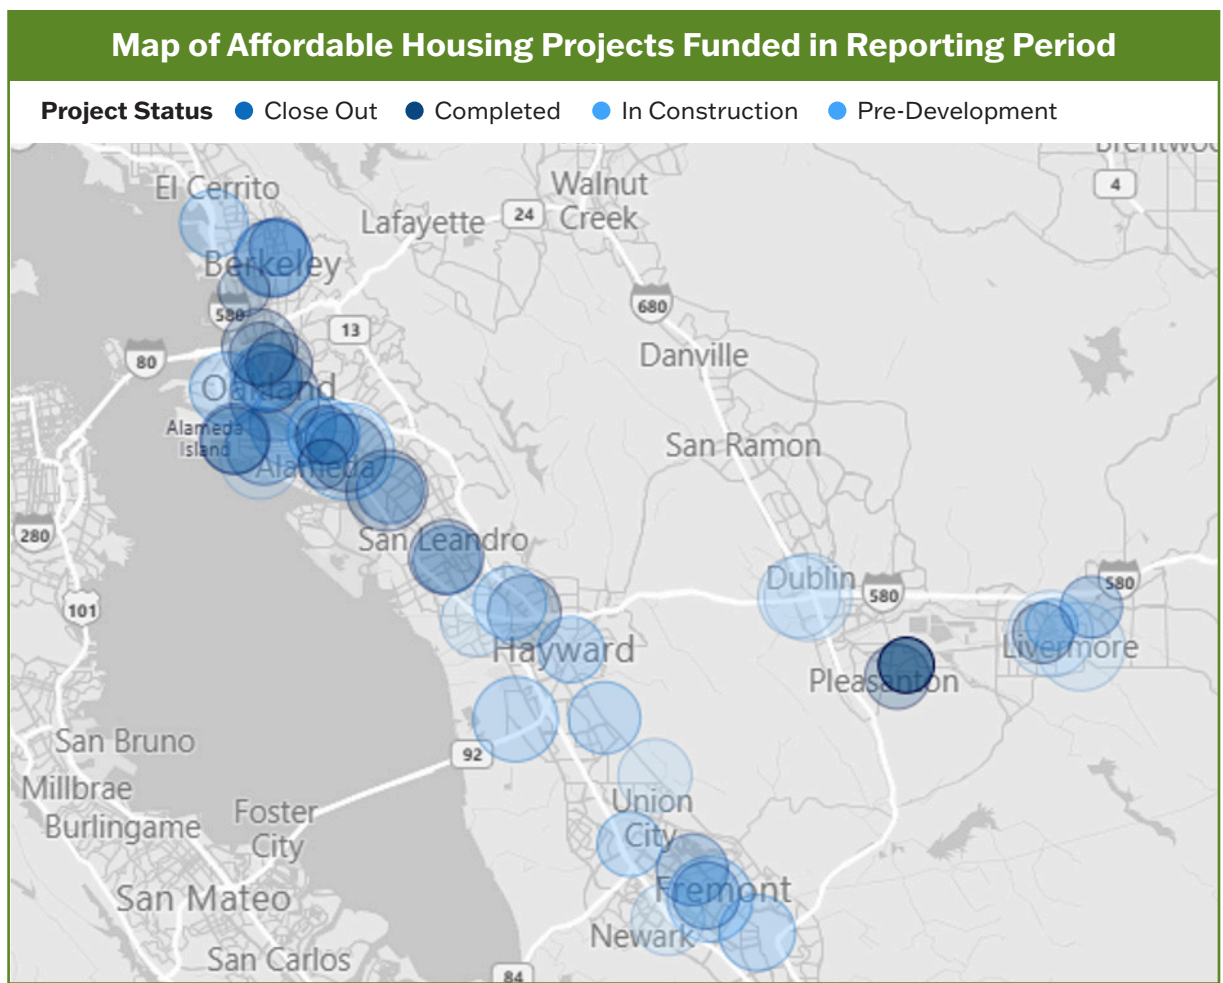 Map of Affordable Housing Projects Funded in Reporting Period
Project Status Close Out Completed In Construction Pre-Development
Brentwoo
El Cerrito
Walnut
Creek
4
Lafayette
24
Berkeley
580
680
13
Danville
80
Oakland
Alameda
Island
Alameda
San Ramon
280
San Leandro
Dublin
580
580
101
Hayward
Livermore
Pleasanton
San Bruno
92
Millbrae
Burlingame
Foster
City
Union
City
San Mateo
Fremont
Newark
San Carlos
84